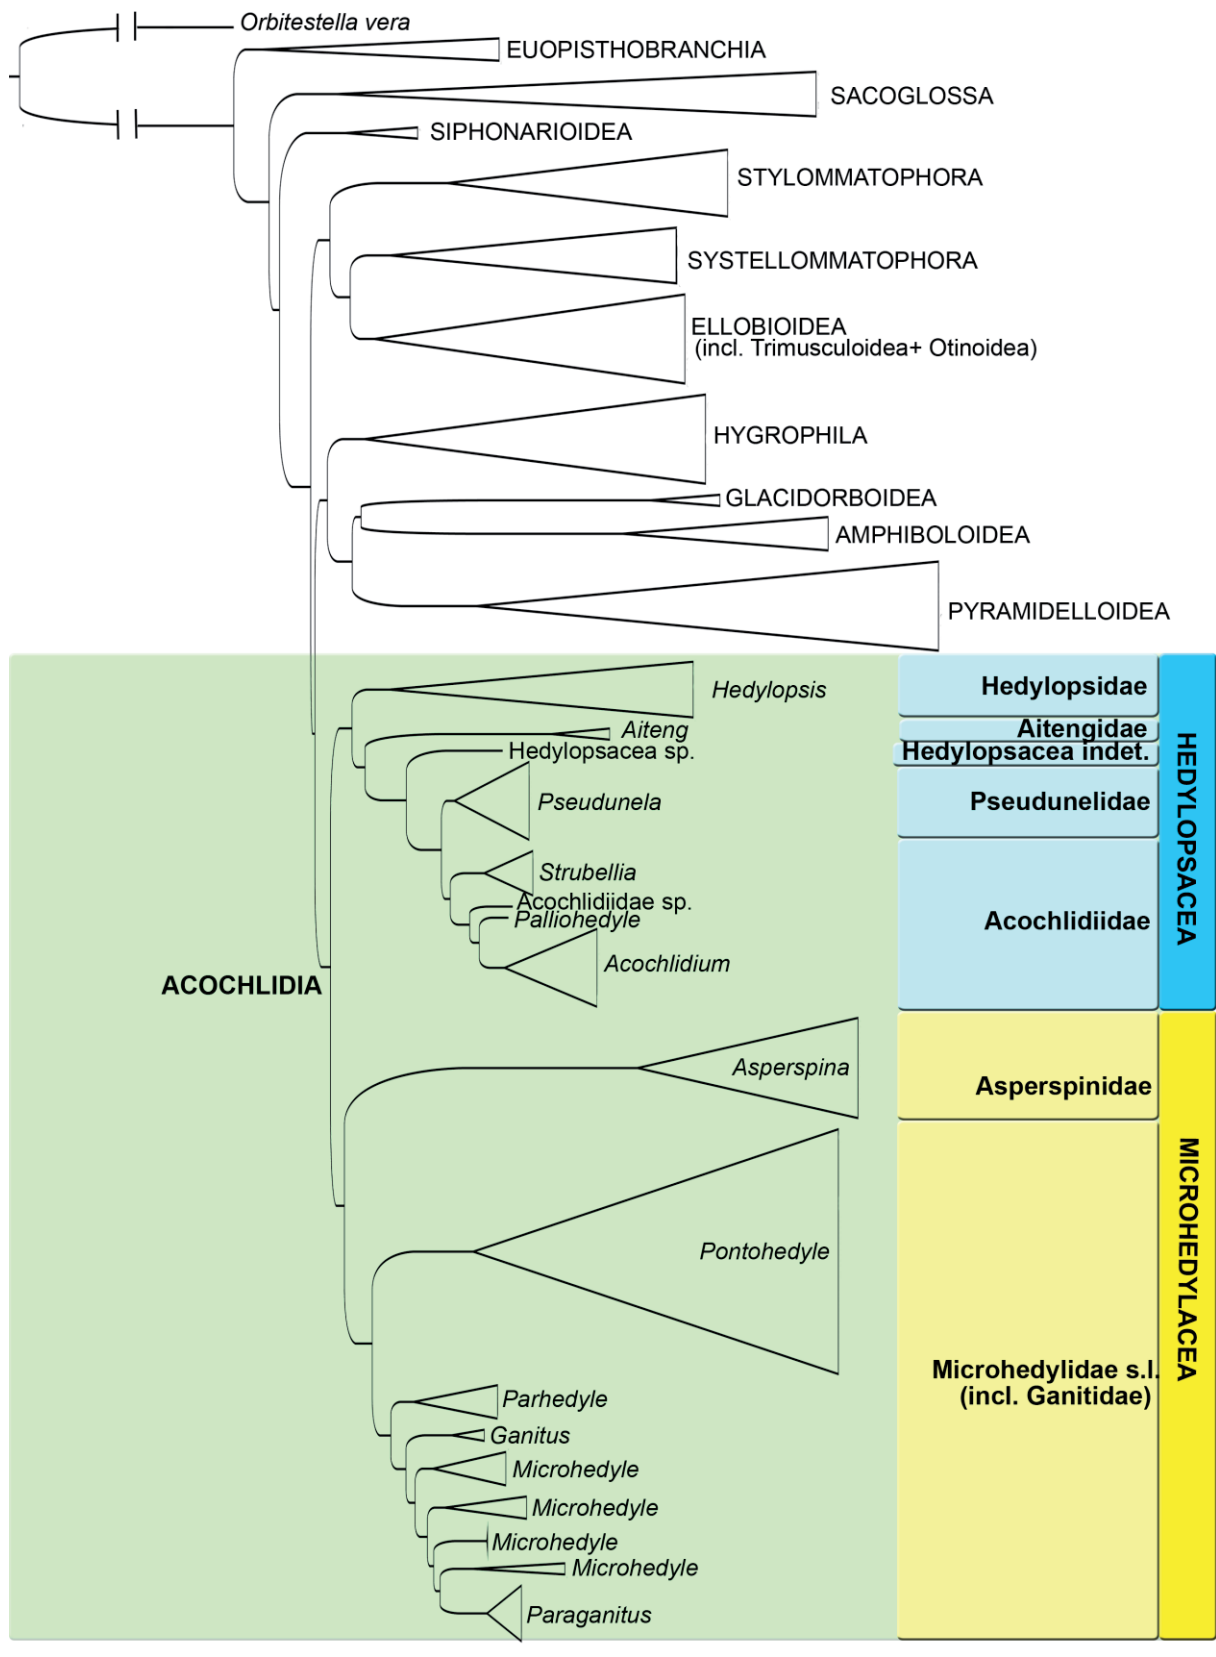 Orbitestella vera
EUOPISTHOBRANCHIA
SACOGLOSSA
SIPHONARIOIDEA
STYLOMMATOPHORA
SYSTELLOMMATOPHORA
ELLOBIOIDEA
(incl. Trimusculoidea+ Otinoidea)
HYGROPHILA
GLACIDORBOIDEA
AMPHIBOLOIDEA
PYRAMIDELLOIDEA
ACOCHLIDIA
Hedylopsis
Aiteng
Hedylopsacea sp.
Pseudunela
Strubellia
Acochlidiidae sp.
Palliohedyle
Acochlidium
Asperspina
Pontohedyle
Parhedyle
Ganitus
Microhedyle
Microhedyle
Microhedyle
Microhedyle
Paraganitus
Hedylopsidae
Aitengidae
Hedylopsacea indet.
Pseudunelidae
Acochlidiidae
Asperspinidae
Microhedylidae s.l.
(incl. Ganitidae)
HEDYLOPSACEA
MICROHEDYLACEA